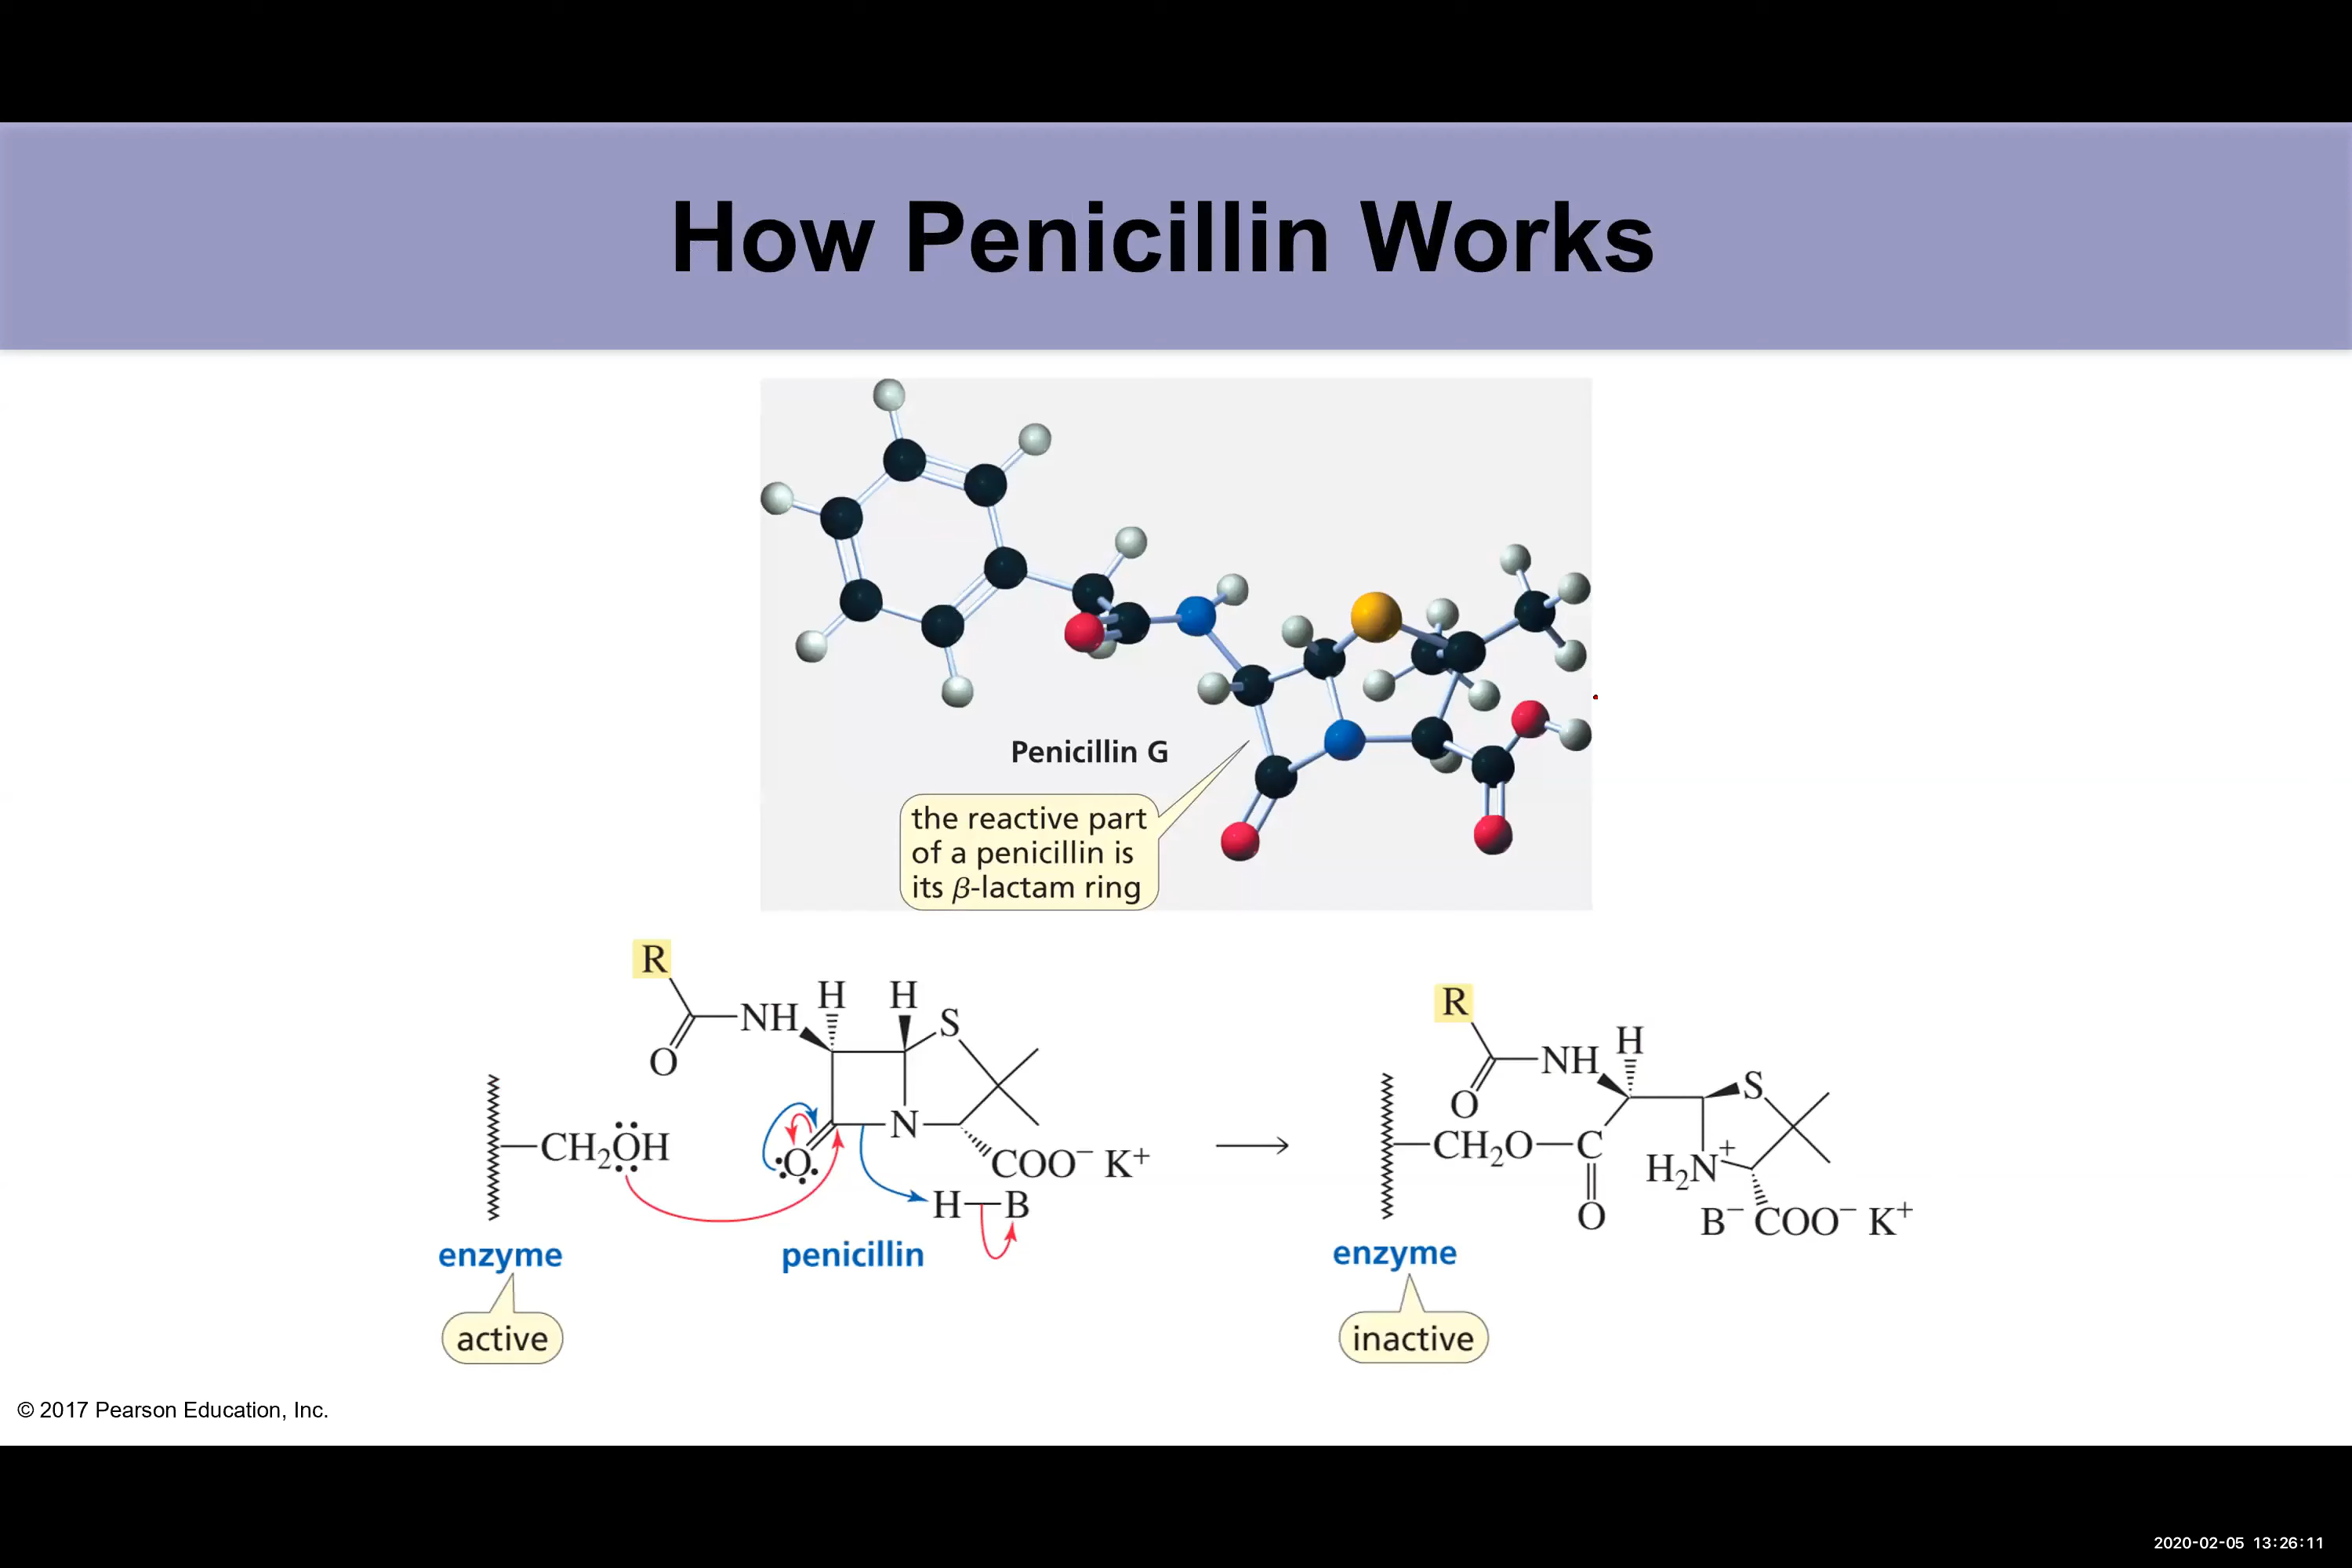 How Penicillin Works
Penicillin G
the reactive part
of a penicillin is
its β-lactam ring
R
O
NH
H
H
S
N
O
COO⁻ K⁺
H—B
CH₂ÖH
enzyme
penicillin
active
R
O
NH
H
S
CH₂O—C
O
H₂N⁺
B⁻ COO⁻ K⁺
enzyme
inactive
© 2017 Pearson Education, Inc.
2020-02-05 13:26:11